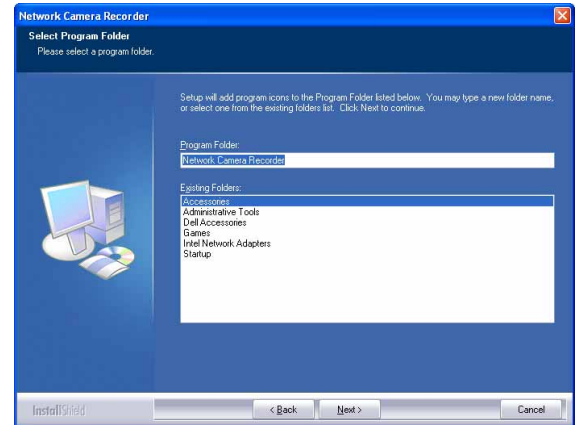 Network Camera Recorder
Select Program Folder
Please select a program folder.
Setup will add program icons to the Program Folder listed below. You may type a new folder name,
or select one from the existing folders list. Click Next to continue.
Program Folder:
Network Camera Recorder
Existing Folders:
Accessories
Administrative Tools
Dell Accessories
Games
Intel Network Adapters
Startup
InstallShield
< Back
Next >
Cancel